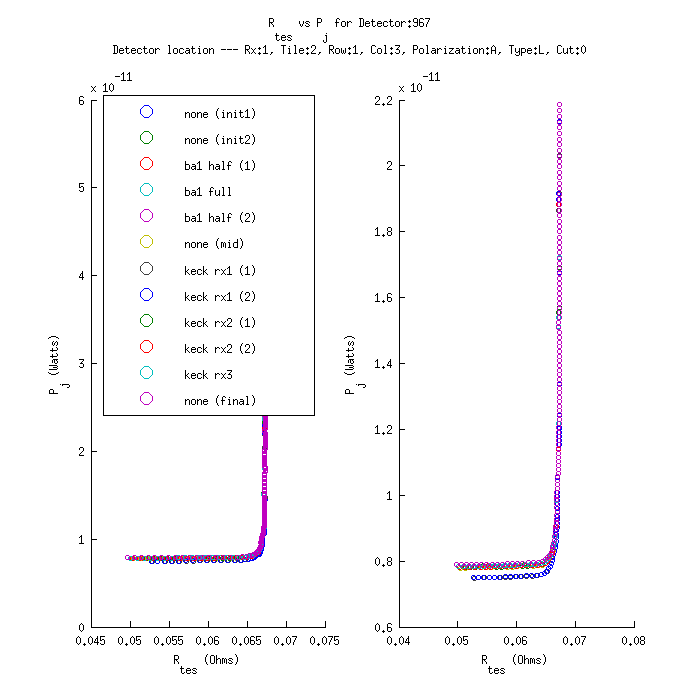 R    vs P  for Detector:967
tes     j
Detector location --- Rx:1, Tile:2, Row:1, Col:3, Polarization:A, Type:L, Cut:0
x 10-11
x 10-11
none (init1)
none (init2)
ba1 half (1)
ba1 full
ba1 half (2)
none (mid)
keck rx1 (1)
keck rx1 (2)
keck rx2 (1)
keck rx2 (2)
keck rx3
none (final)
6
5
4
3
2
1
0
Pj (Watts)
0.045 0.05 0.055 0.06 0.065 0.07 0.075
R    (Ohms)
tes
2.2
2
1.8
1.6
1.4
1.2
1
0.8
0.6
Pj (Watts)
0.04 0.05 0.06 0.07 0.08
R    (Ohms)
tes